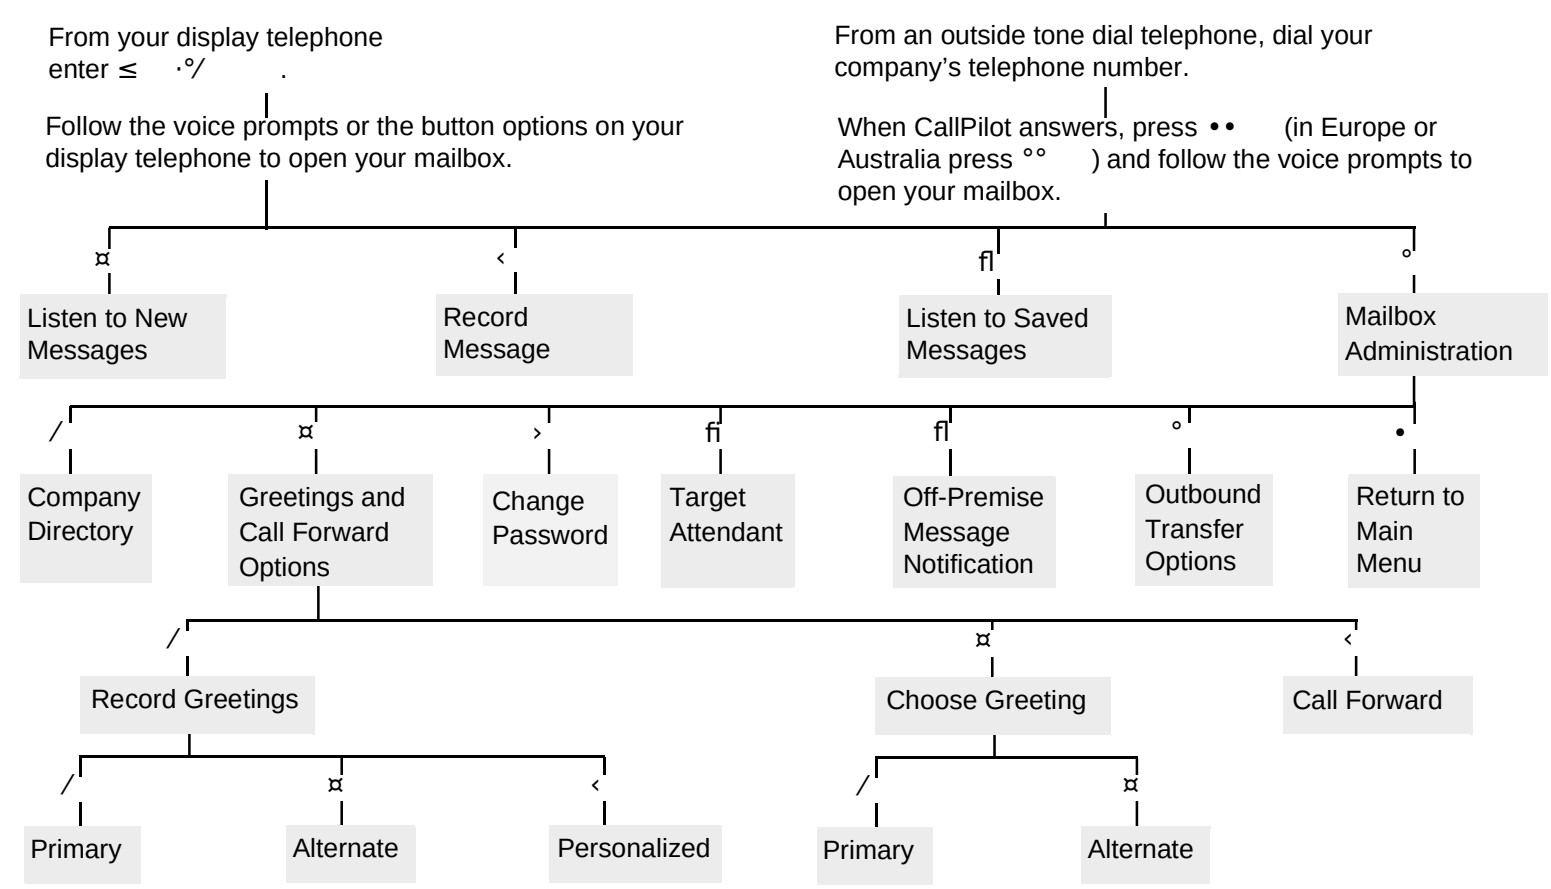 From your display telephone
enter ≤ ·°⁄ .
From an outside tone dial telephone, dial your
company’s telephone number.
Follow the voice prompts or the button options on your
display telephone to open your mailbox.
When CallPilot answers, press •• (in Europe or
Australia press °° ) and follow the voice prompts to
open your mailbox.
¤ ‹ ﬂ °
Listen to New
Messages
Record
Message
Listen to Saved
Messages
Mailbox
Administration
⁄ ¤ › ﬁ ﬂ ° •
Company
Directory
Greetings and
Call Forward
Options
Change
Password
Target
Attendant
Off-Premise
Message
Notification
Outbound
Transfer
Options
Return to
Main
Menu
⁄ ¤ ‹
Record Greetings
Choose Greeting
Call Forward
⁄ ¤ ‹ ⁄ ¤
Primary
Alternate
Personalized
Primary
Alternate